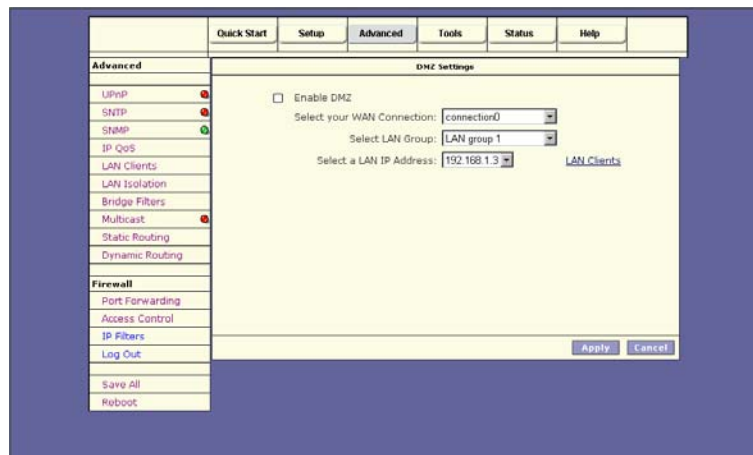 Quick Start Setup Advanced Tools Status Help
Advanced
UPnP
SNTP
SNMP
IP QoS
LAN Clients
LAN Isolation
Bridge Filters
Multicast
Static Routing
Dynamic Routing
Firewall
Port Forwarding
Access Control
IP Filters
Log Out
Save All
Reboot
DMZ Settings
Enable DMZ
Select your WAN Connection: connection0
Select LAN Group: LAN group 1
Select a LAN IP Address: 192.168.1.3 LAN Clients
Apply Cancel